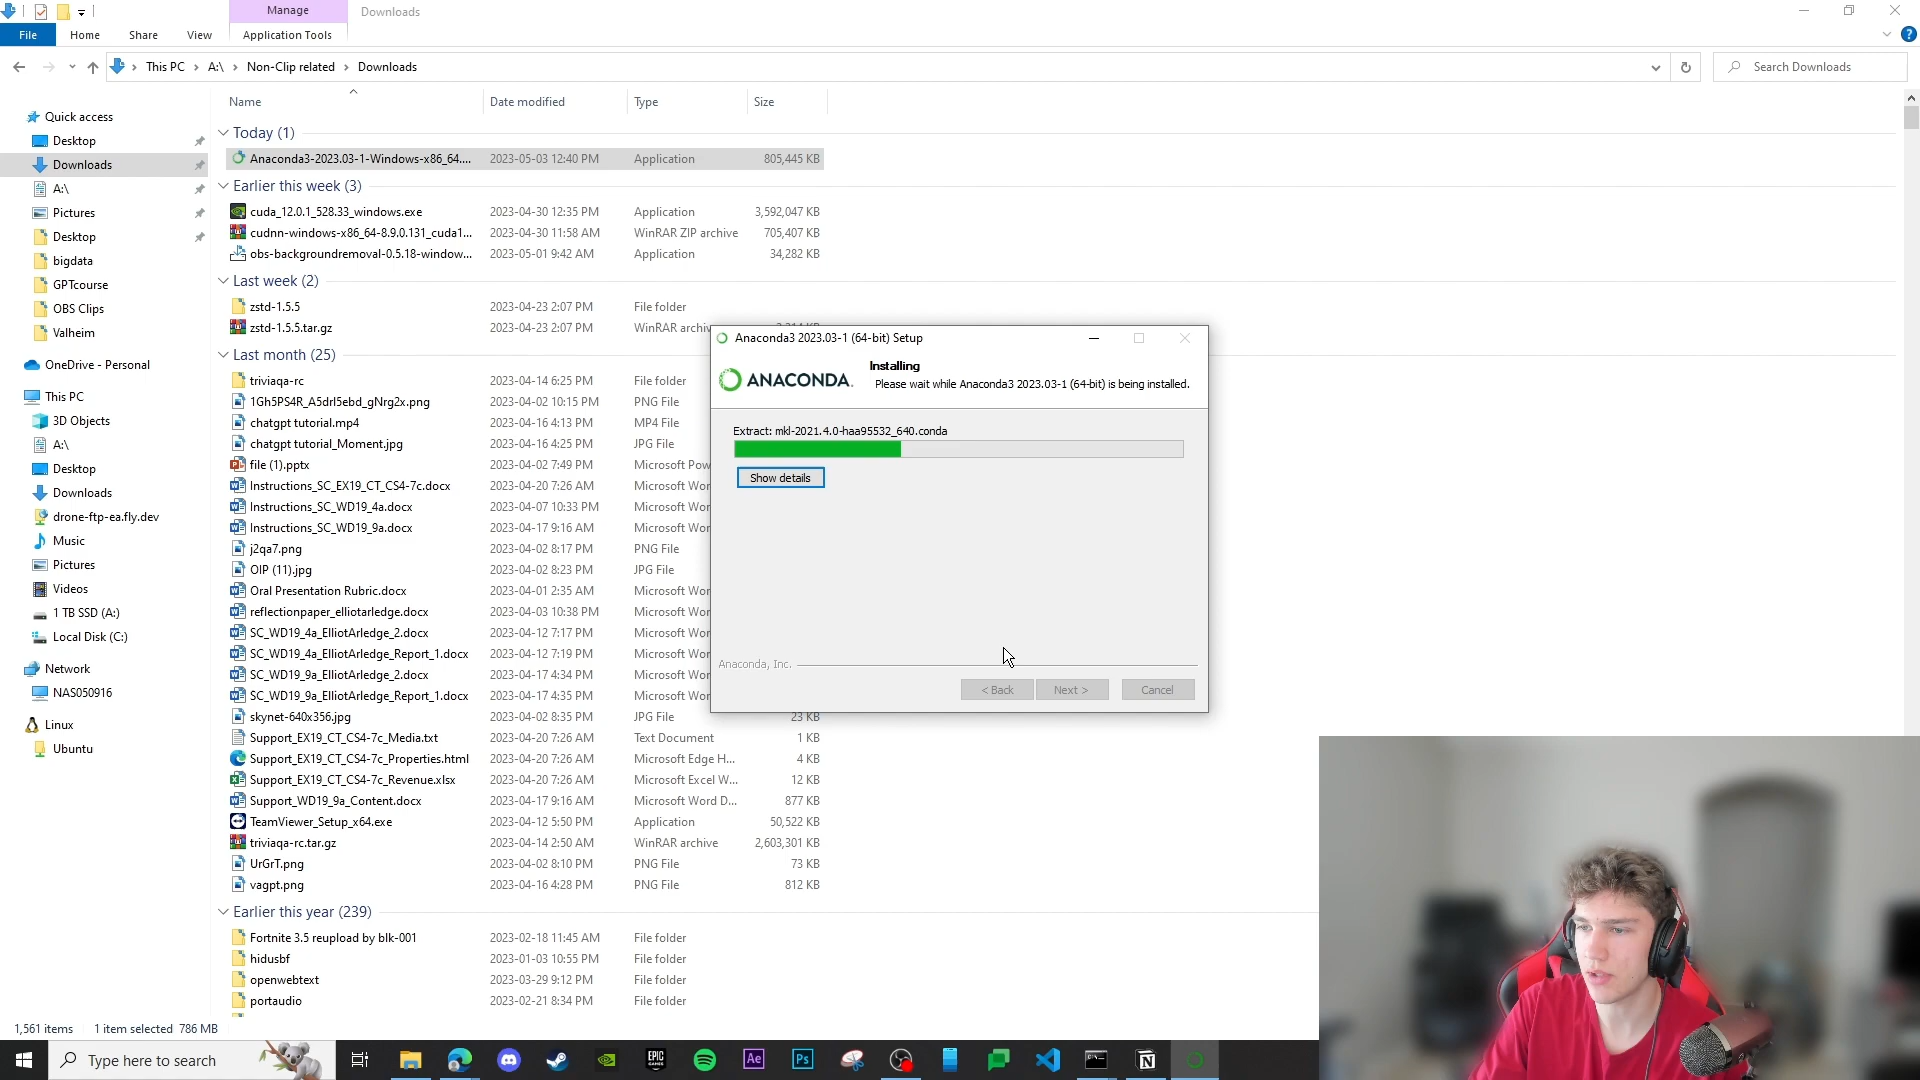 Manage
Downloads
File
Home
Share
View
Application Tools
This PC
A:\
Non-Clip related
Downloads
Search Downloads
Name
Date modified
Type
Size
Quick access
Desktop
Downloads
A:\
Pictures
Desktop
bigdata
GPTcourse
OBS Clips
Valheim
OneDrive - Personal
This PC
3D Objects
A:\
Desktop
Downloads
drone-ftp-ea.fly.dev
Music
Pictures
Videos
1 TB SSD (A:)
Local Disk (C:)
Network
NAS050916
Linux
Ubuntu
Today (1)
Anaconda3-2023.03-1-Windows-x86_64.... 2023-05-03 12:40 PM Application 805,445 KB
Earlier this week (3)
cuda_12.0.1_528.33_windows.exe 2023-04-30 12:35 PM Application 3,592,047 KB
cudnn-windows-x86_64-8.9.0.131_cuda1... 2023-04-30 11:58 AM WinRAR ZIP archive 705,407 KB
obs-backgroundremoval-0.5.18-window... 2023-05-01 9:42 AM Application 34,282 KB
Last week (2)
zstd-1.5.5 2023-04-23 2:07 PM File folder
zstd-1.5.5.tar.gz 2023-04-23 2:07 PM WinRAR archiv
Last month (25)
triviaqa-rc 2023-04-14 6:25 PM File folder
1Gh5PS4R_A5drl5ebd_gNrg2x.png 2023-04-02 10:15 PM PNG File
chatgpt tutorial.mp4 2023-04-16 4:13 PM MP4 File
chatgpt tutorial_Moment.jpg 2023-04-16 4:25 PM JPG File
file (1).pptx 2023-04-02 7:49 PM Microsoft Pow
Instructions_SC_EX19_CT_CS4-7c.docx 2023-04-20 7:26 AM Microsoft Wor
Instructions_SC_WD19_4a.docx 2023-04-07 10:33 PM Microsoft Wor
Instructions_SC_WD19_9a.docx 2023-04-17 9:16 AM Microsoft Wor
j2qa7.png 2023-04-02 8:17 PM PNG File
OIP (11).jpg 2023-04-02 8:23 PM JPG File
Oral Presentation Rubric.docx 2023-04-01 2:35 AM Microsoft Wor
reflectionpaper_elliotarledge.docx 2023-04-03 10:38 PM Microsoft Wor
SC_WD19_4a_ElliotArledge_2.docx 2023-04-12 7:17 PM Microsoft Wor
SC_WD19_4a_ElliotArledge_Report_1.docx 2023-04-12 7:19 PM Microsoft Wor
SC_WD19_9a_ElliotArledge_2.docx 2023-04-17 4:34 PM Microsoft Wor
SC_WD19_9a_ElliotArledge_Report_1.docx 2023-04-17 4:35 PM Microsoft Wor
skynet-640x356.jpg 2023-04-02 8:35 PM JPG File 23 KB
Support_EX19_CT_CS4-7c_Media.txt 2023-04-20 7:26 AM Text Document 1 KB
Support_EX19_CT_CS4-7c_Properties.html 2023-04-20 7:26 AM Microsoft Edge H... 4 KB
Support_EX19_CT_CS4-7c_Revenue.xlsx 2023-04-20 7:26 AM Microsoft Excel W... 12 KB
Support_WD19_9a_Content.docx 2023-04-17 9:16 AM Microsoft Word D... 877 KB
TeamViewer_Setup_x64.exe 2023-04-12 5:50 PM Application 50,522 KB
triviaqa-rc.tar.gz 2023-04-14 2:50 AM WinRAR archive 2,603,301 KB
UrGrT.png 2023-04-02 8:10 PM PNG File 73 KB
vagpt.png 2023-04-16 4:28 PM PNG File 812 KB
Earlier this year (239)
Fortnite 3.5 reupload by blk-001 2023-02-18 11:45 AM File folder
hidusbf 2023-01-03 10:55 PM File folder
openwebtext 2023-03-29 9:12 PM File folder
portaudio 2023-02-21 8:34 PM File folder
Anaconda3 2023.03-1 (64-bit) Setup
ANACONDA.
Installing
Please wait while Anaconda3 2023.03-1 (64-bit) is being installed.
Extract: mkl-2021.4.0-haa95532_640.conda
Show details
Anaconda, Inc.
< Back
Next >
Cancel
1,561 items
1 item selected 786 MB
Type here to search
EPIC
GAMES
Ae
Ps